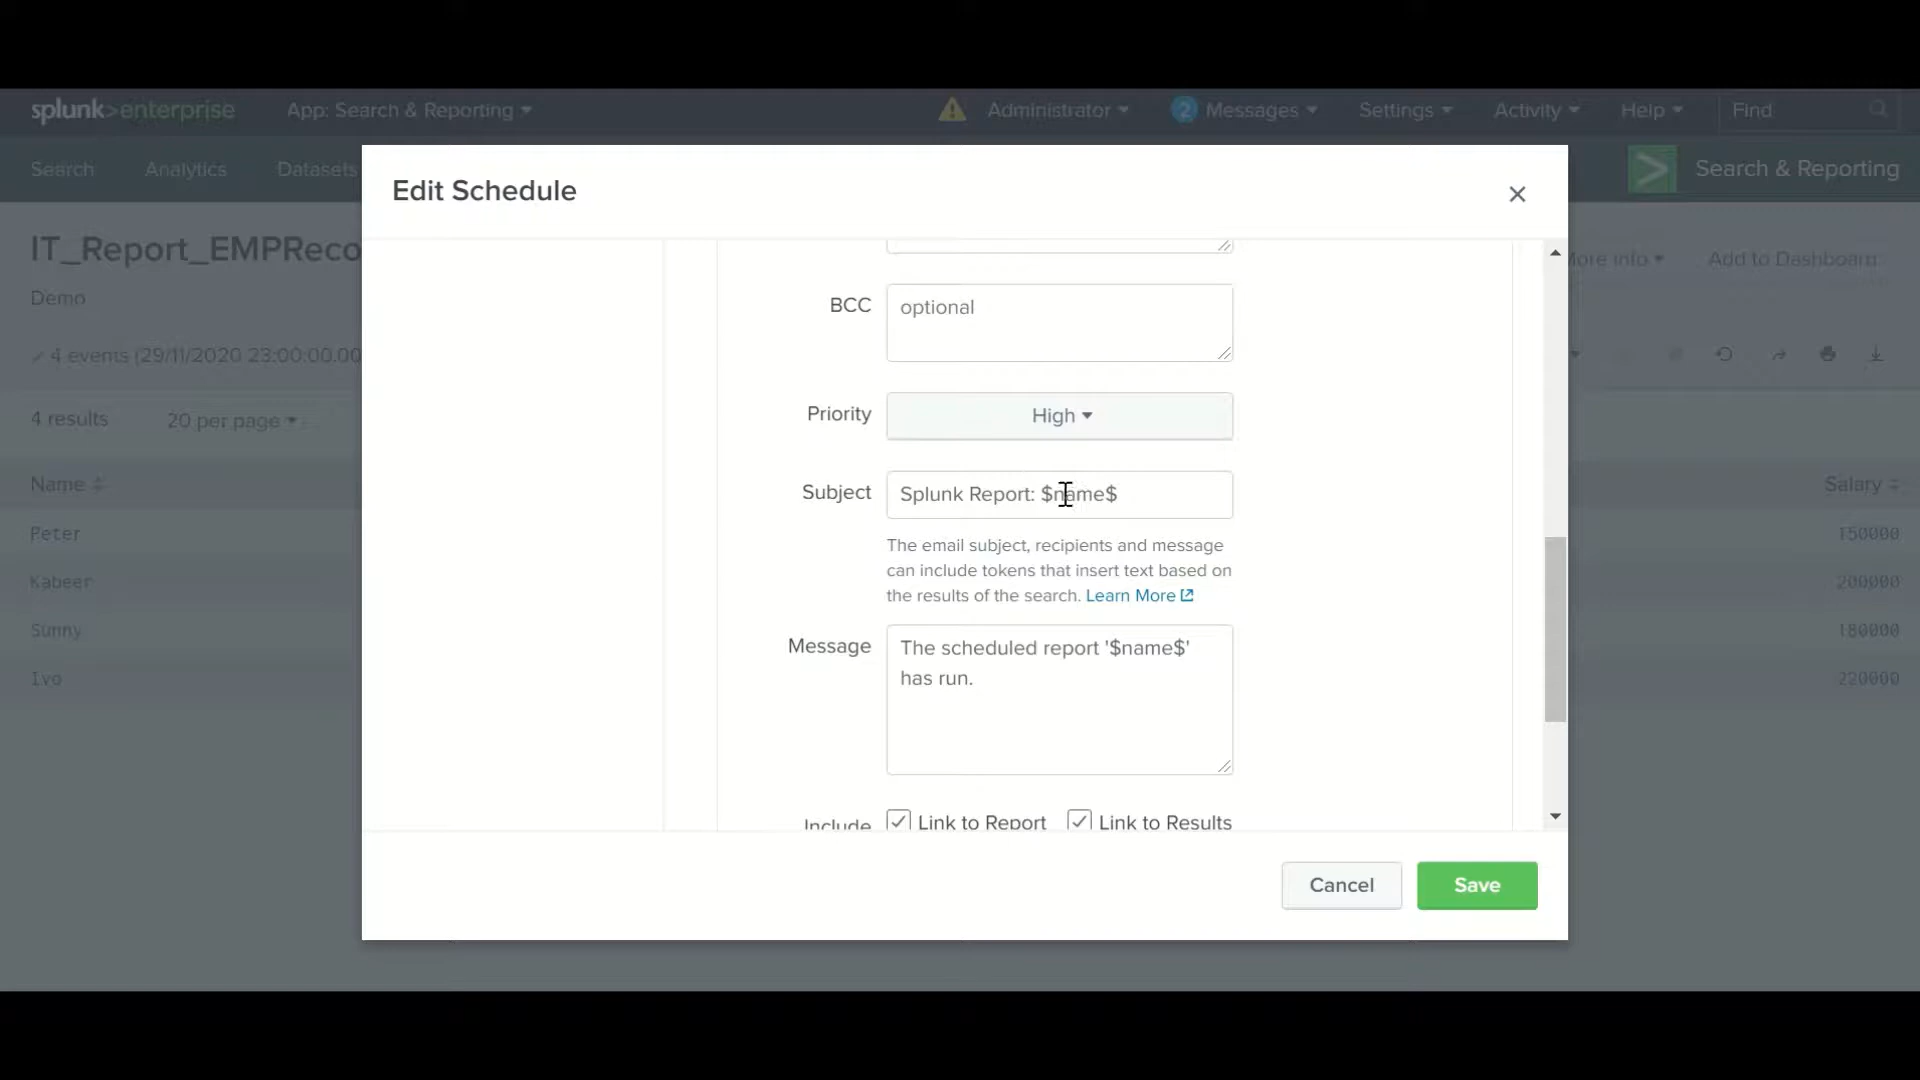 splunk>enterprise App: Search & Reporting Administrator 2 Messages Settings Activity Help Find
Search Analytics Datasets Search & Reporting
Edit Schedule
IT_Report_EMPReco
More Info Add to Dashboard
Demo
BCC optional
4 events (29/11/2020 23:00:00.00
Priority High
4 results 20 per page
Name Salary
Subject Splunk Report: $name$
Peter 150000
The email subject, recipients and message
can include tokens that insert text based on
the results of the search. Learn More
Kabeer 200000
Sunny 180000
Message The scheduled report '$name$'
has run.
Ivo 220000
Include Link to Report Link to Results
Cancel Save